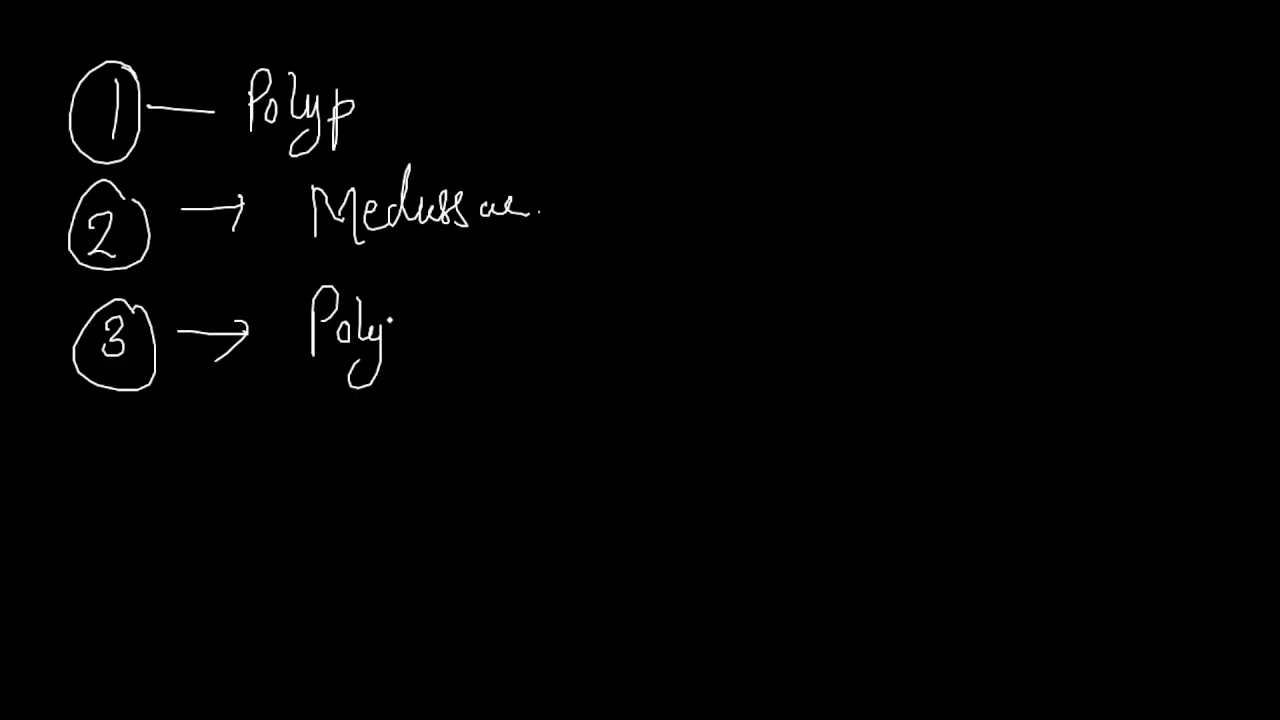 1 — Polyp
2 → Medussae.
3 → Poly